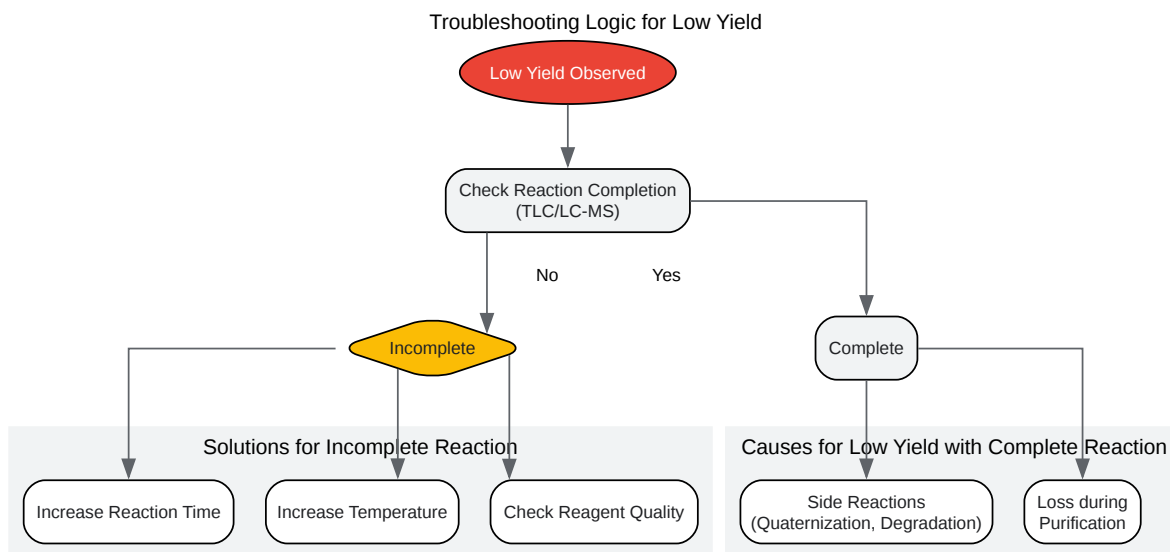 Troubleshooting Logic for Low Yield
Low Yield Observed
Check Reaction Completion
(TLC/LC-MS)
No
Yes
Incomplete
Complete
Solutions for Incomplete Reaction
Causes for Low Yield with Complete Reaction
Increase Reaction Time
Increase Temperature
Check Reagent Quality
Side Reactions
(Quaternization, Degradation)
Loss during
Purification